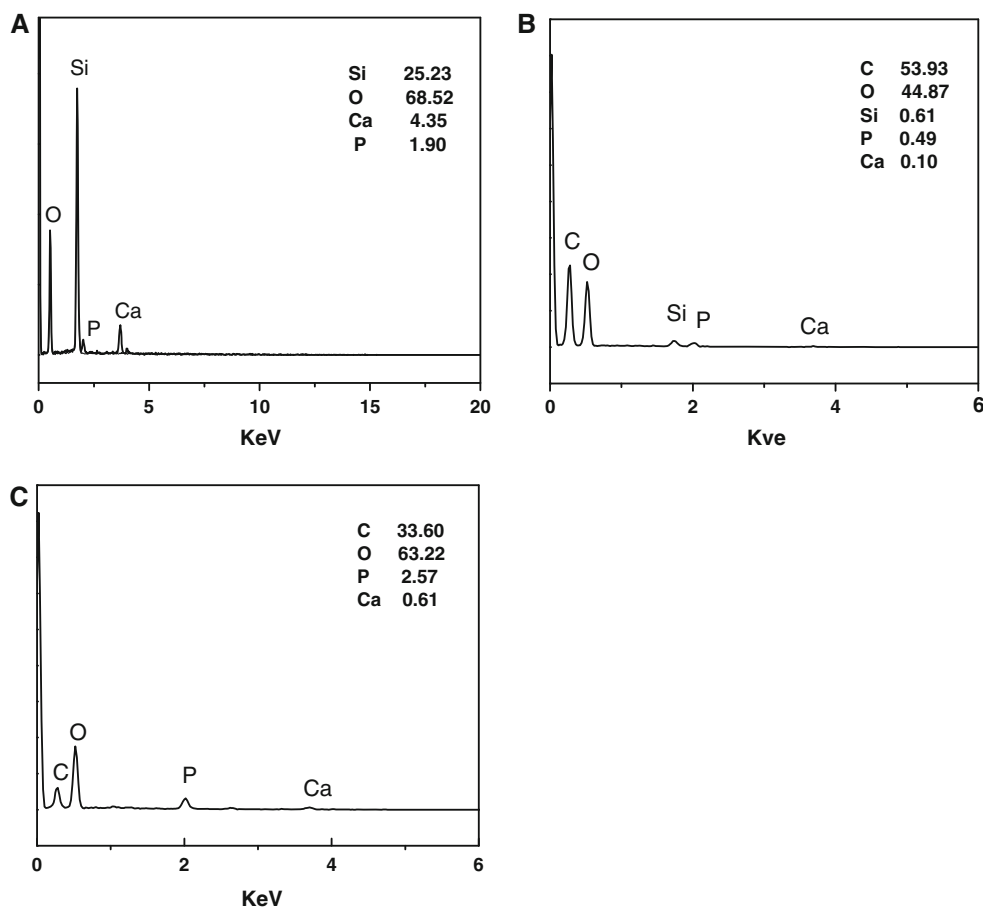 A
Si
O
P
Ca
Si 25.23
O 68.52
Ca 4.35
P 1.90
0 5 10 15 20
KeV
B
C
O
Si
P
Ca
C 53.93
O 44.87
Si 0.61
P 0.49
Ca 0.10
0 2 4 6
Kve
C
C
O
P
Ca
C 33.60
O 63.22
P 2.57
Ca 0.61
0 2 4 6
KeV